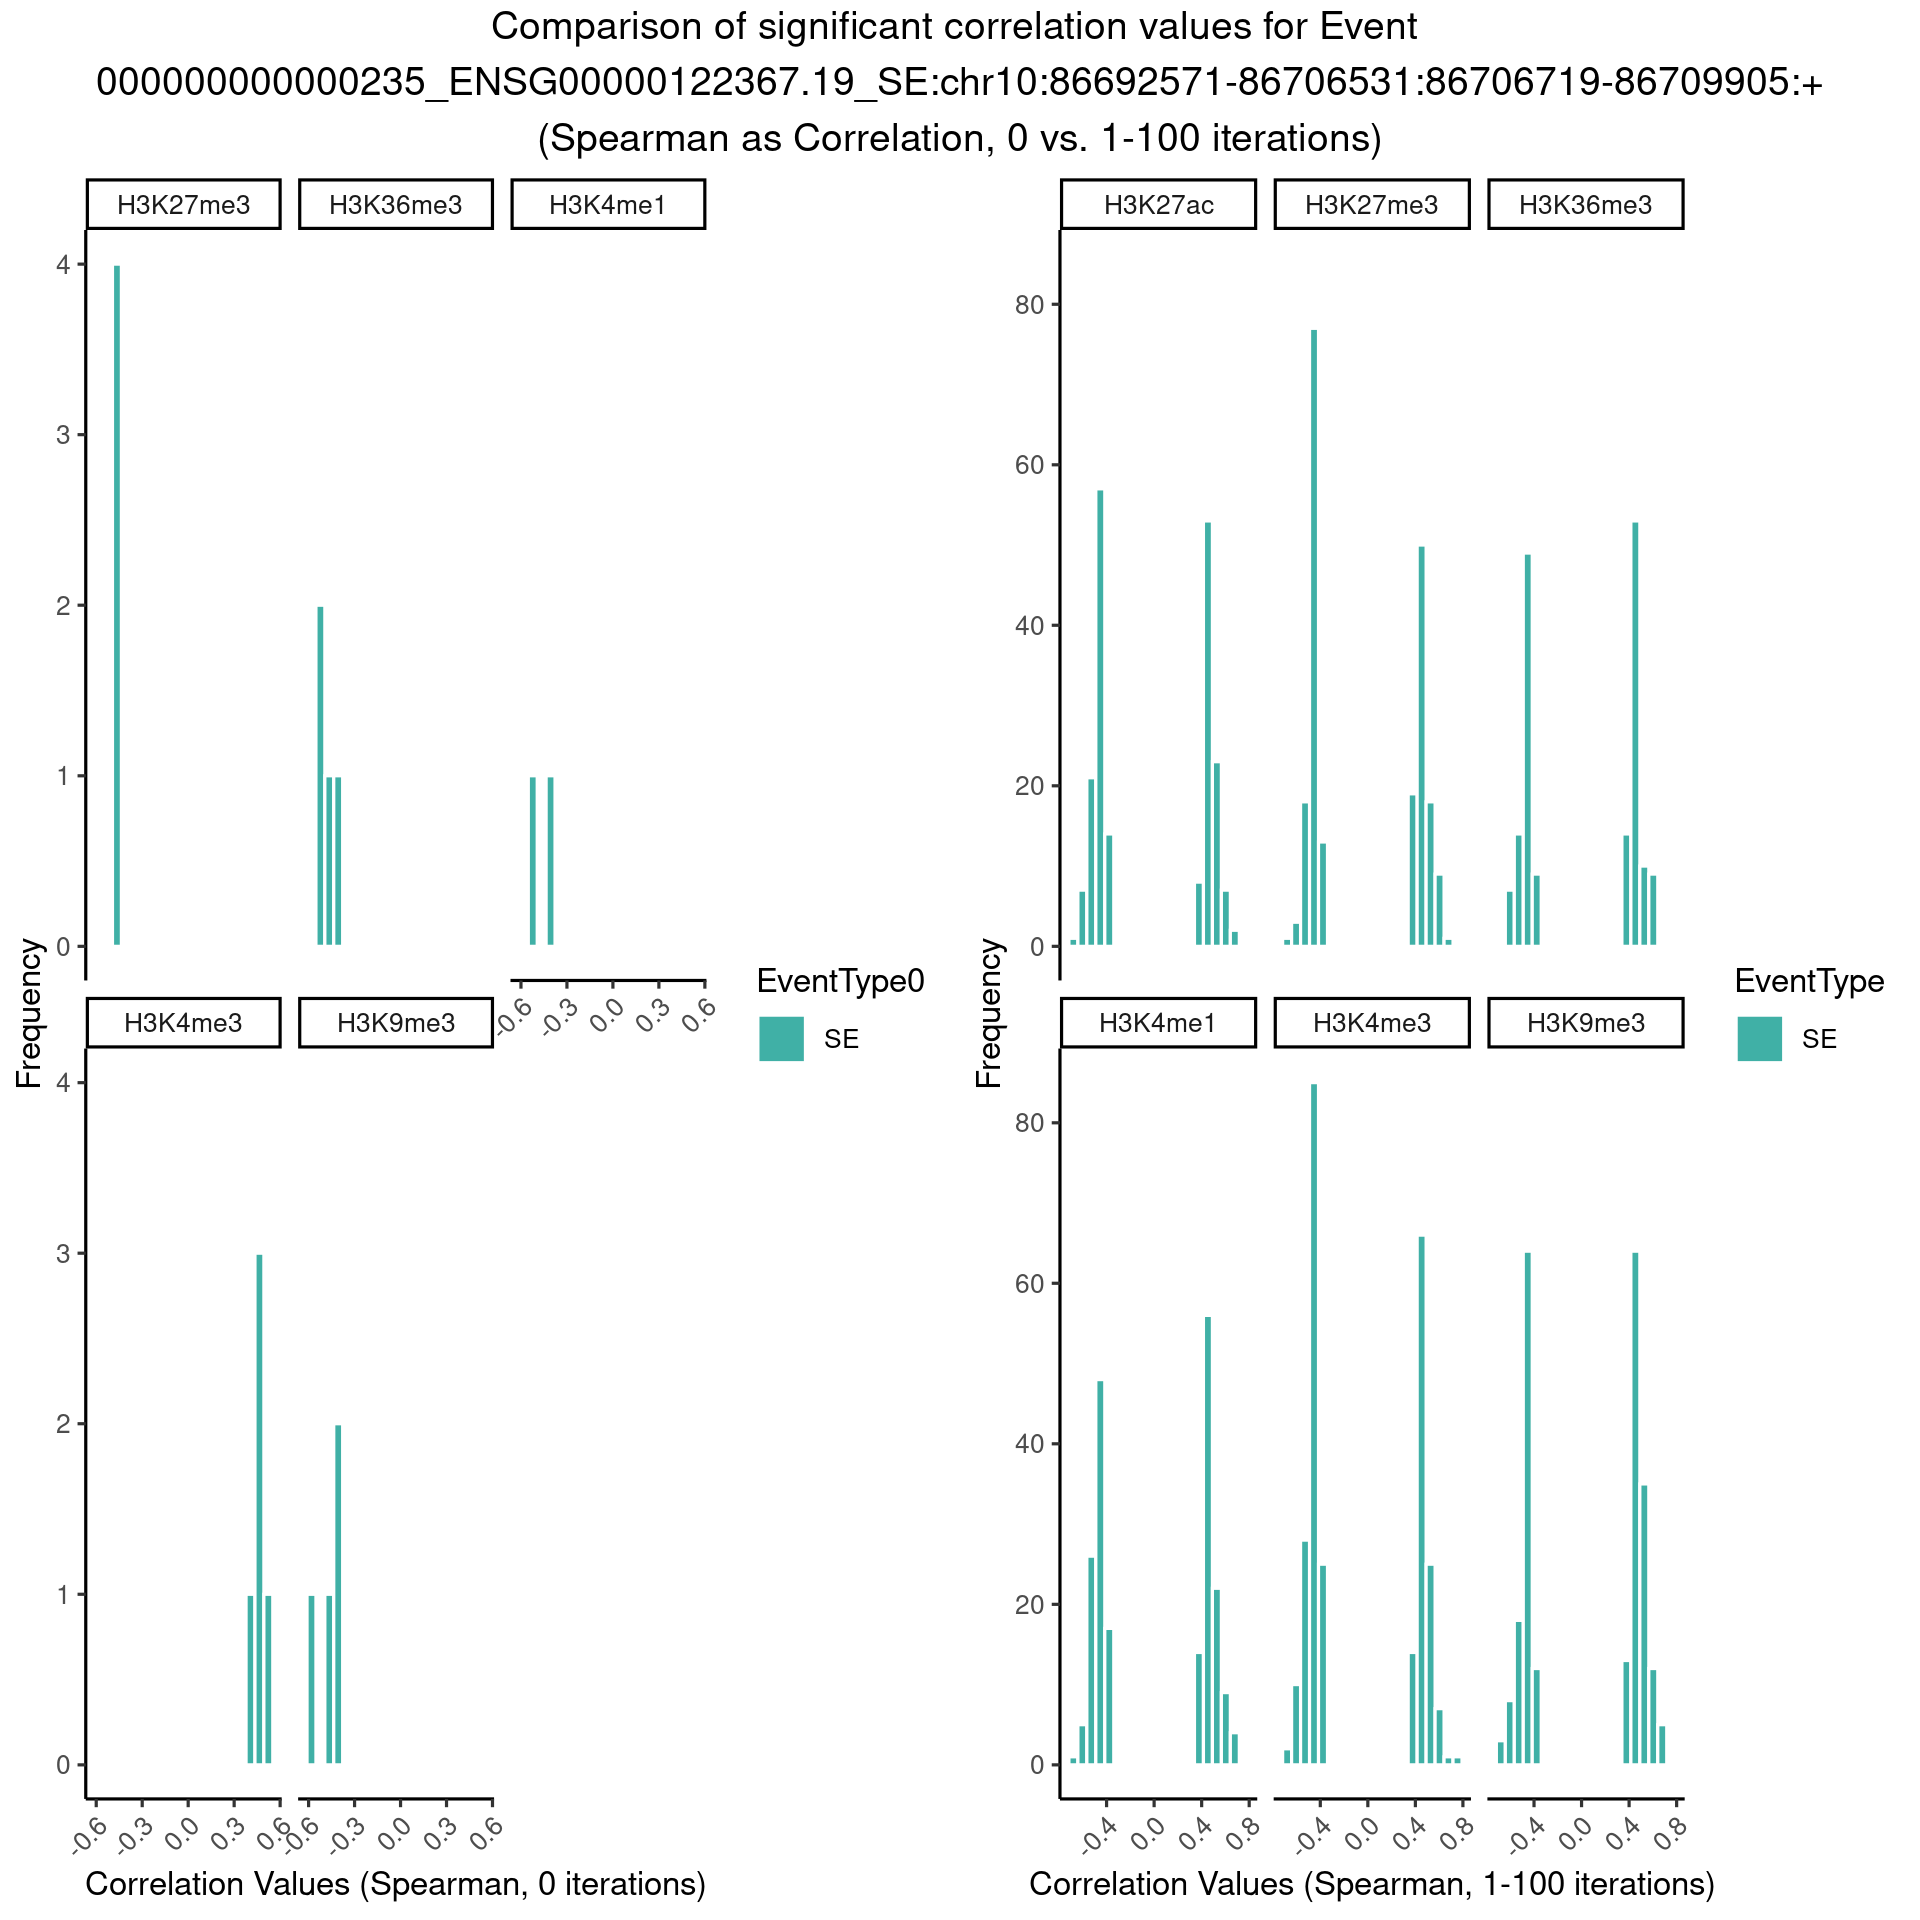 Comparison of significant correlation values for Event
000000000000235_ENSG00000122367.19_SE:chr10:86692571-86706531:86706719-86709905:+
(Spearman as Correlation, 0 vs. 1-100 iterations)
H3K27me3 H3K36me3 H3K4me1
4
3
2
1
0
-0.6 -0.3 0.0 0.3 0.6
H3K4me3 H3K9me3
4
3
2
1
0
-0.6 -0.3 0.0 0.3 0.6 -0.6 -0.3 0.0 0.3 0.6
Frequency
Correlation Values (Spearman, 0 iterations)
EventType0
SE
H3K27ac H3K27me3 H3K36me3
80
60
40
20
0
H3K4me1 H3K4me3 H3K9me3
80
60
40
20
0
-0.4 0.0 0.4 0.8 -0.4 0.0 0.4 0.8 -0.4 0.0 0.4 0.8
Frequency
Correlation Values (Spearman, 1-100 iterations)
EventType
SE